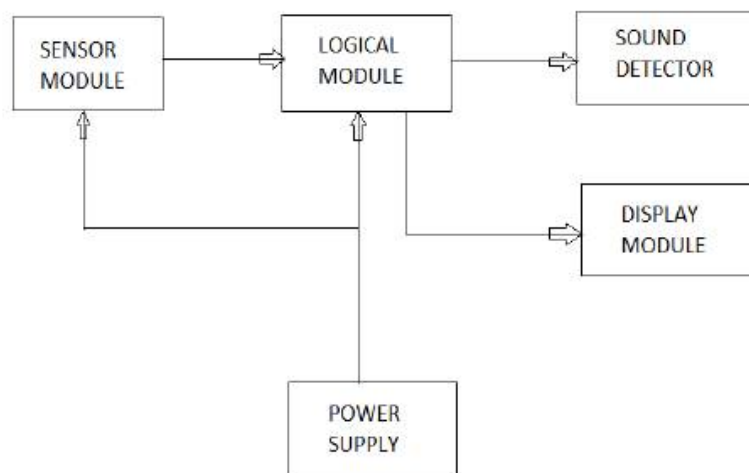 SENSOR
MODULE
LOGICAL
MODULE
SOUND
DETECTOR
DISPLAY
MODULE
POWER
SUPPLY